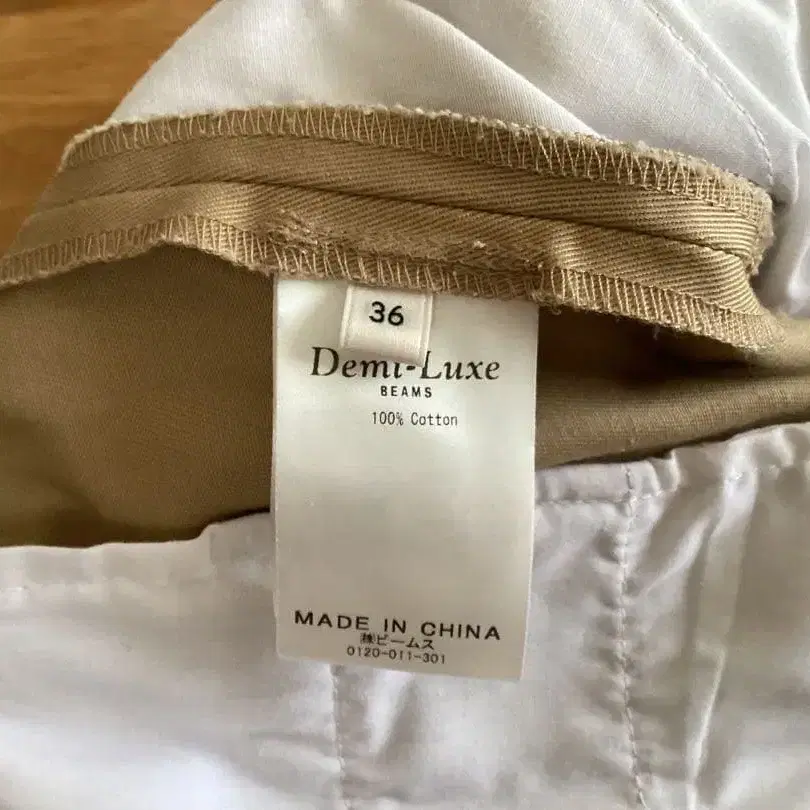 36
Demi-Luxe
BEAMS
100% Cotton
MADE IN CHINA
㈱ビームス
0120-011-301